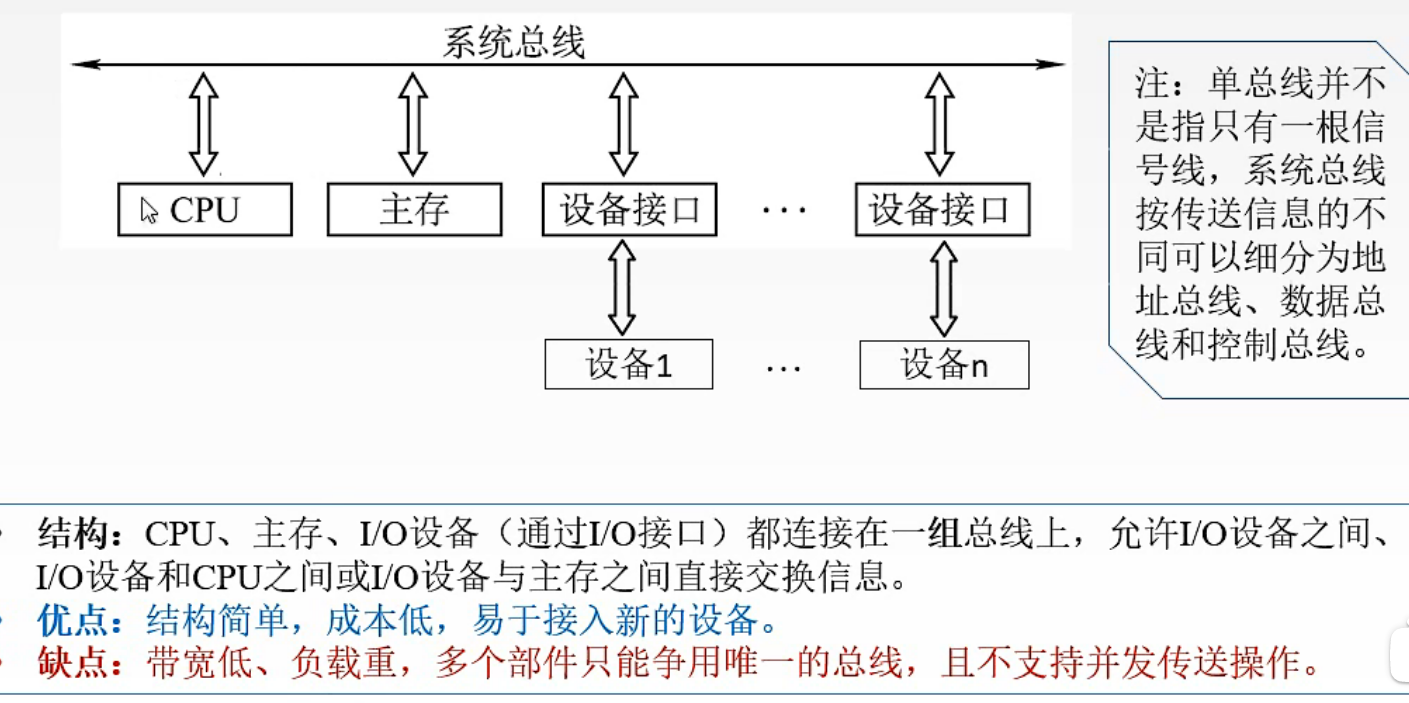 系统总线
CPU 主存 设备接口 ··· 设备接口
设备1 ··· 设备n
注：单总线并不
是指只有一根信
号线，系统总线
按传送信息的不
同可以细分为地
址总线、数据总
线和控制总线。
结构：CPU、主存、I/O设备（通过I/O接口）都连接在一组总线上，允许I/O设备之间、
I/O设备和CPU之间或I/O设备与主存之间直接交换信息。
优点：结构简单，成本低，易于接入新的设备。
缺点：带宽低、负载重，多个部件只能争用唯一的总线，且不支持并发传送操作。